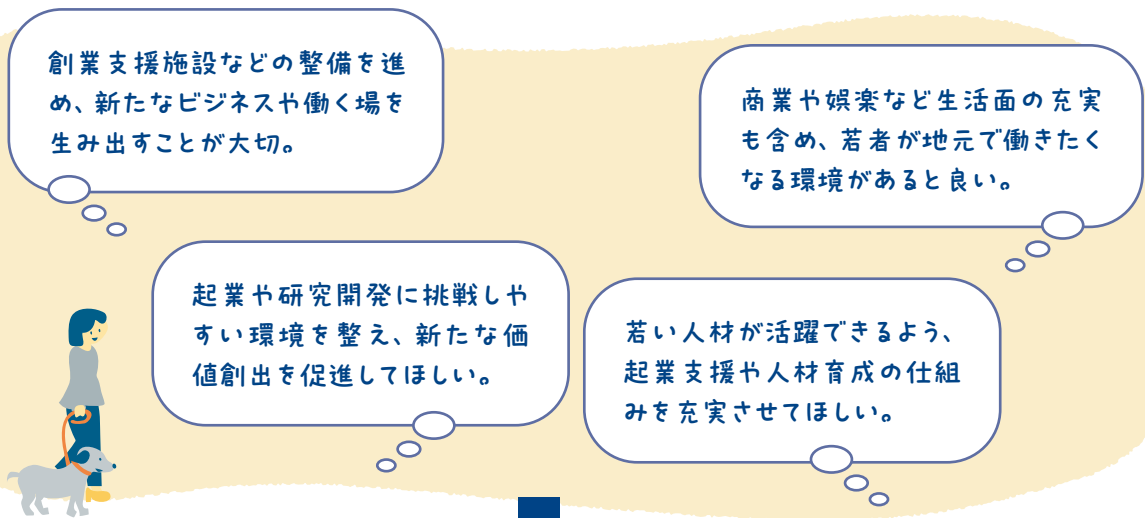 創業支援施設などの整備を進
め、新たなビジネスや働く場を
生み出すことが大切。
商業や娯楽など生活面の充実
も含め、若者が地元で働きたく
なる環境があると良い。
起業や研究開発に挑戦しや
すい環境を整え、新たな価
値創出を促進してほしい。
若い人材が活躍できるよう、
起業支援や人材育成の仕組
みを充実させてほしい。